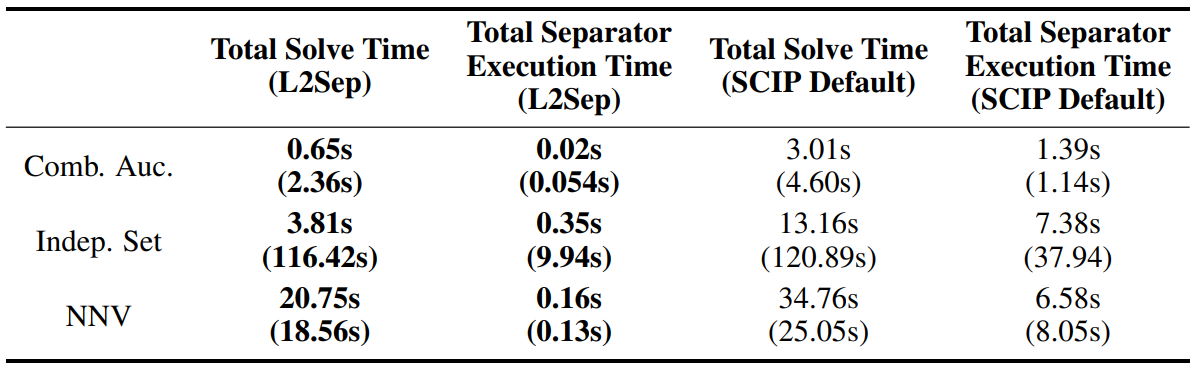 Total Solve Time (L2Sep) Total Separator Execution Time (L2Sep) Total Solve Time (SCIP Default) Total Separator Execution Time (SCIP Default)
Comb. Auc. 0.65s 0.02s 3.01s 1.39s
(2.36s) (0.054s) (4.60s) (1.14s)
Indep. Set 3.81s 0.35s 13.16s 7.38s
(116.42s) (9.94s) (120.89s) (37.94)
NNV 20.75s 0.16s 34.76s 6.58s
(18.56s) (0.13s) (25.05s) (8.05s)